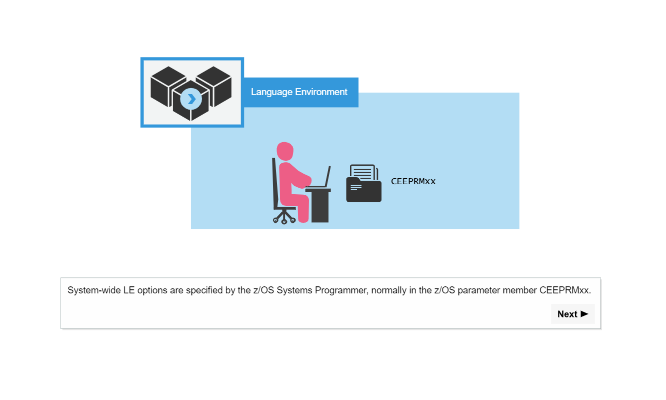 Language Environment
CEEPRMxx
System-wide LE options are specified by the z/OS Systems Programmer, normally in the z/OS parameter member CEEPRMxx.
Next